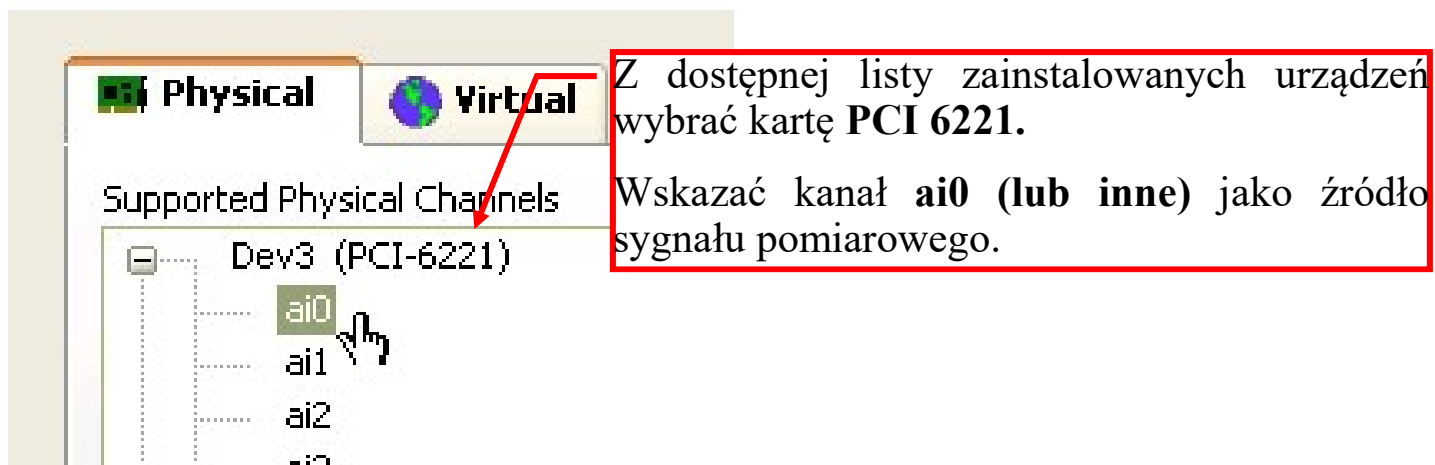 Physical
Virtual
Z dostępnej listy zainstalowanych urządzeń
wybrać kartę PCI 6221.
Wskazać kanał ai0 (lub inne) jako źródło
sygnału pomiarowego.
Supported Physical Channels
Dev3 (PCI-6221)
ai0
ai1
ai2